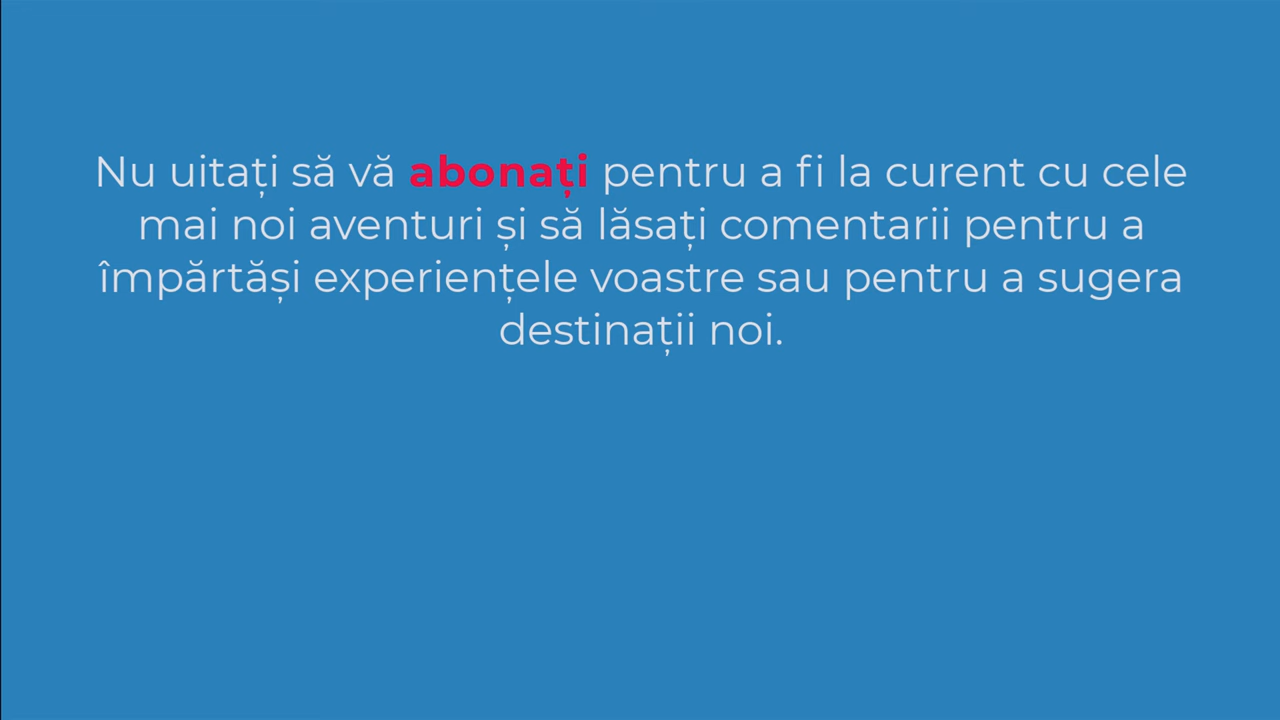 Nu uitați să vă abonați pentru a fi la curent cu cele
mai noi aventuri și să lăsați comentarii pentru a
împărtăși experiențele voastre sau pentru a sugera
destinații noi.